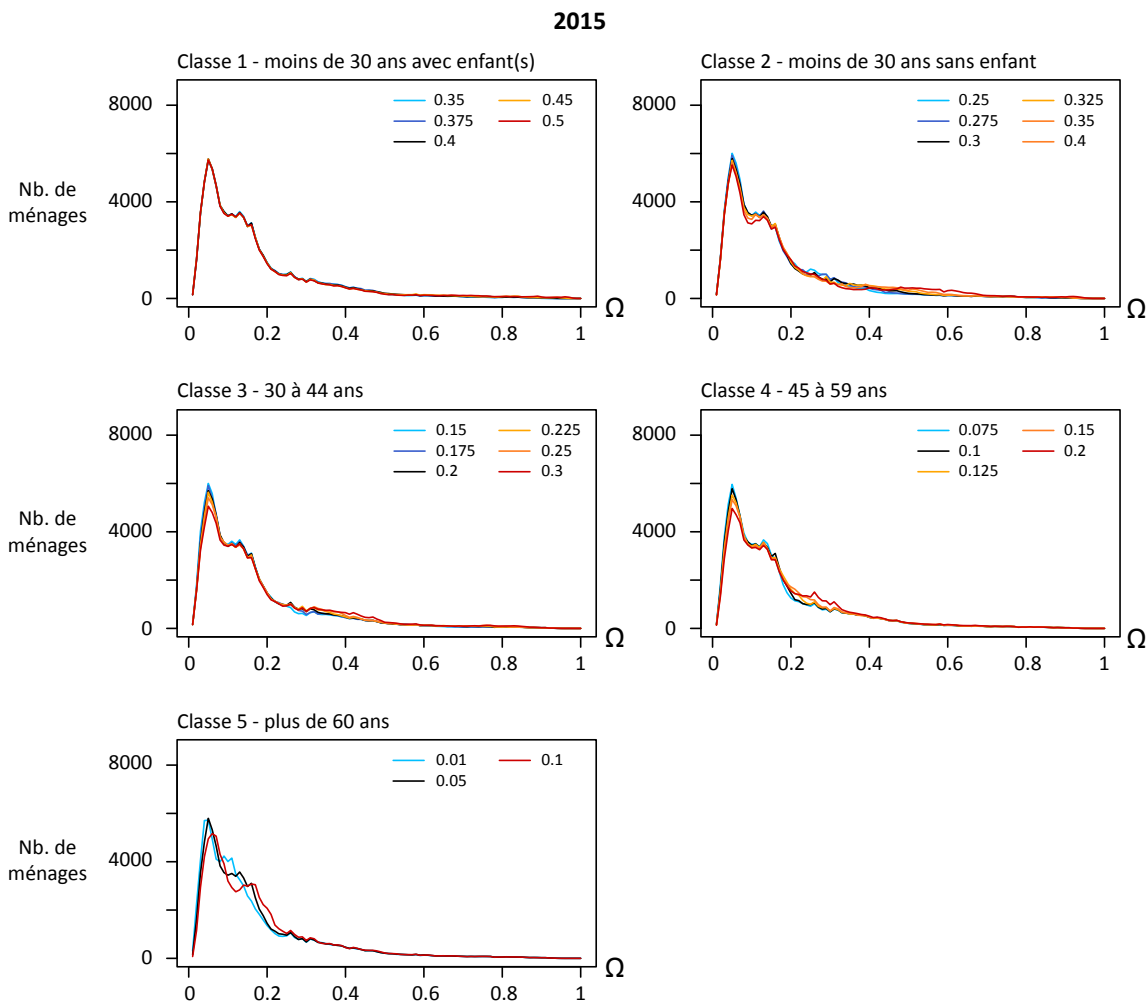 2015
Classe 1 - moins de 30 ans avec enfant(s)
8000
4000
0
Nb. de
ménages
0.35
0.375
0.4
0.45
0.5
0 0.2 0.4 0.6 0.8 1
Ω
Classe 2 - moins de 30 ans sans enfant
8000
4000
0
0.25
0.275
0.3
0.325
0.35
0.4
0 0.2 0.4 0.6 0.8 1
Ω
Classe 3 - 30 à 44 ans
8000
4000
0
Nb. de
ménages
0.15
0.175
0.2
0.225
0.25
0.3
0 0.2 0.4 0.6 0.8 1
Ω
Classe 4 - 45 à 59 ans
8000
4000
0
0.075
0.1
0.125
0.15
0.2
0 0.2 0.4 0.6 0.8 1
Ω
Classe 5 - plus de 60 ans
8000
4000
0
Nb. de
ménages
0.01
0.05
0.1
0 0.2 0.4 0.6 0.8 1
Ω